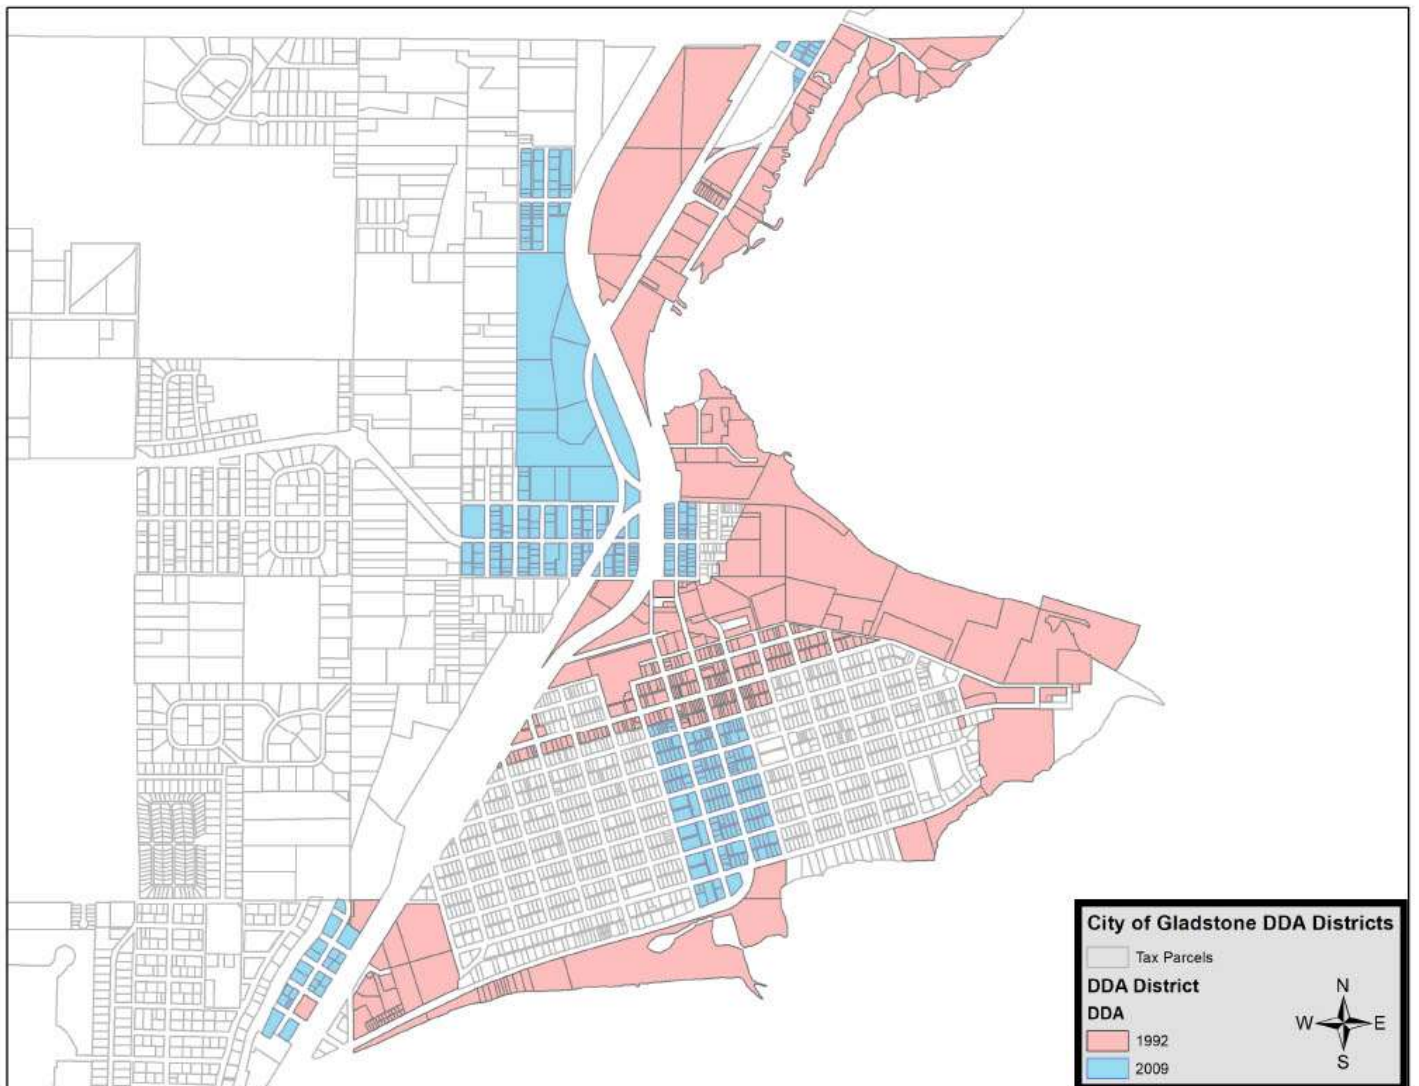 City of Gladstone DDA Districts
Tax Parcels
DDA District
DDA
1992
2009
N
W E
S